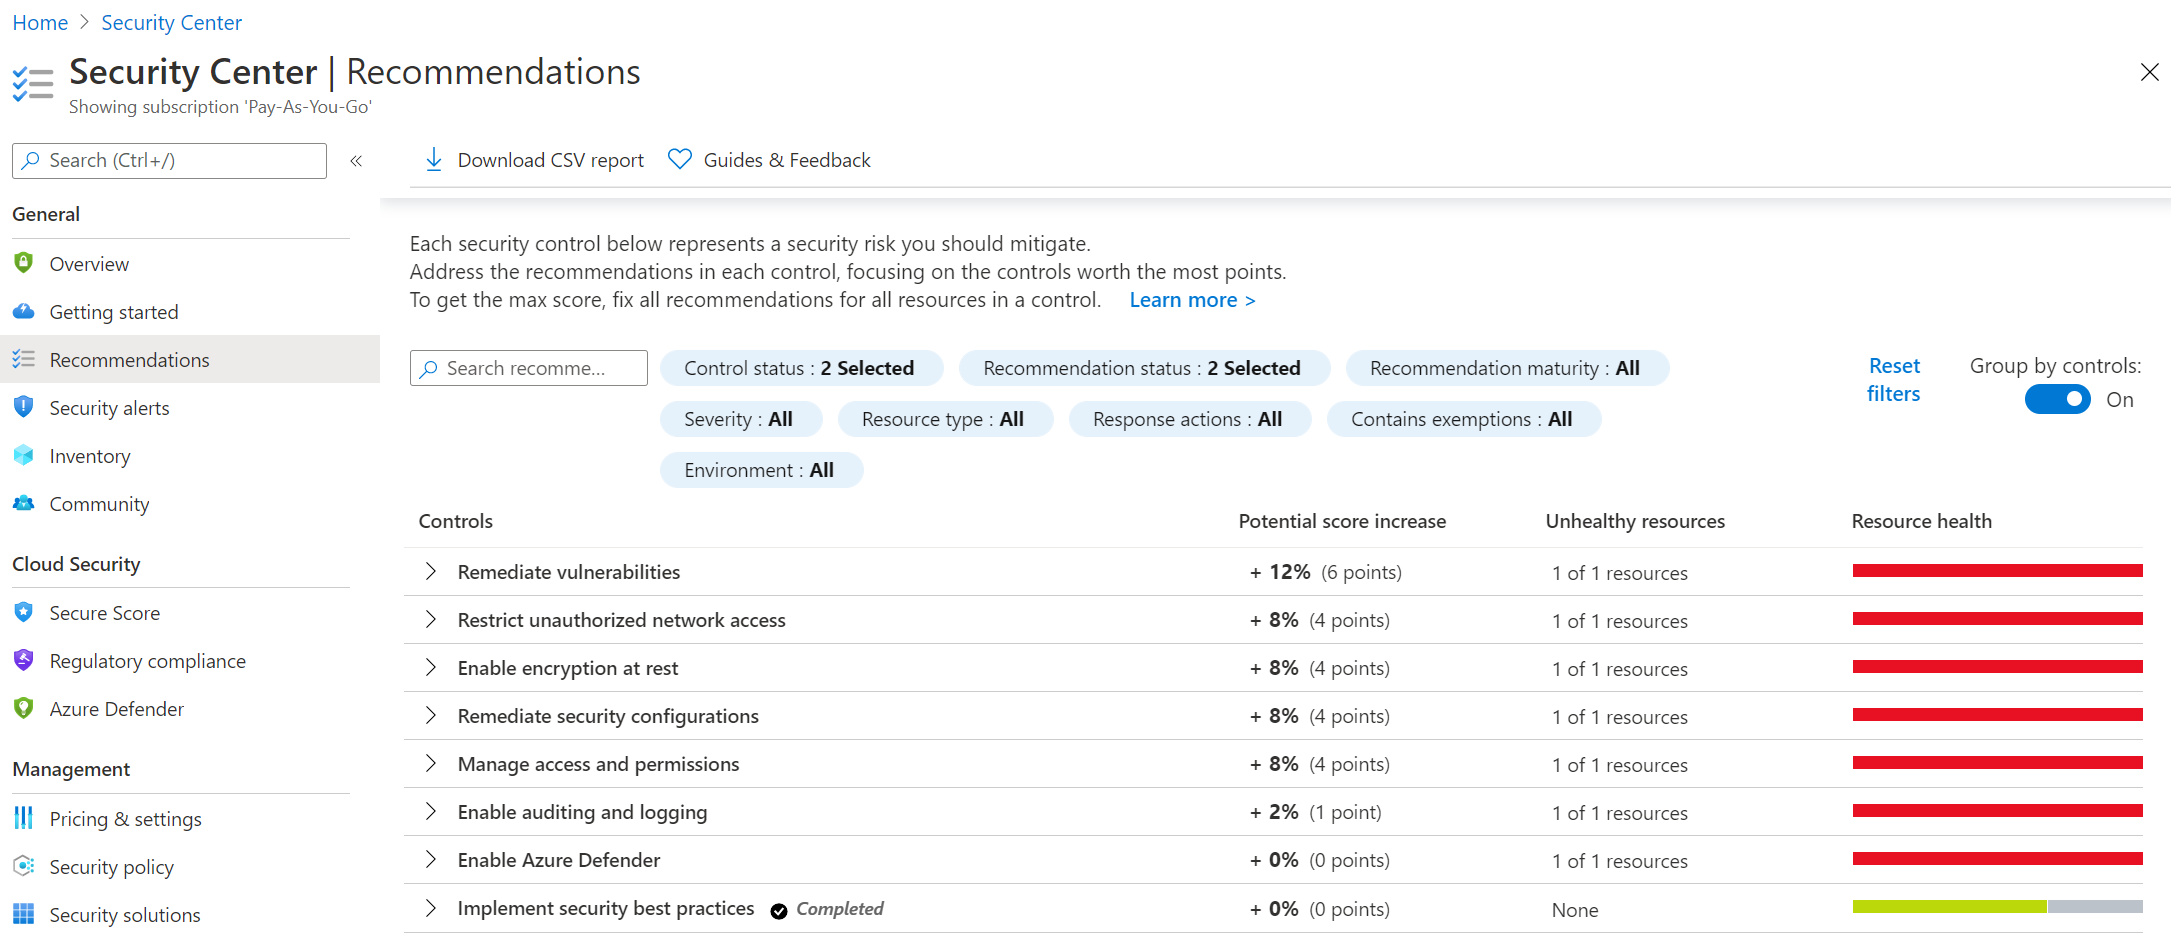 Home > Security Center
Security Center | Recommendations
Showing subscription 'Pay-As-You-Go'
Search (Ctrl+/)
«
General
Overview
Getting started
Recommendations
Security alerts
Inventory
Community
Cloud Security
Secure Score
Regulatory compliance
Azure Defender
Management
Pricing & settings
Security policy
Security solutions
Download CSV report Guides & Feedback
Each security control below represents a security risk you should mitigate.
Address the recommendations in each control, focusing on the controls worth the most points.
To get the max score, fix all recommendations for all resources in a control. Learn more >
Search recomme... Control status : 2 Selected Recommendation status : 2 Selected Recommendation maturity : All
Severity : All Resource type : All Response actions : All Contains exemptions : All
Environment : All
Reset
filters
Group by controls:
On
Controls Potential score increase Unhealthy resources Resource health
Remediate vulnerabilities + 12% (6 points) 1 of 1 resources
Restrict unauthorized network access + 8% (4 points) 1 of 1 resources
Enable encryption at rest + 8% (4 points) 1 of 1 resources
Remediate security configurations + 8% (4 points) 1 of 1 resources
Manage access and permissions + 8% (4 points) 1 of 1 resources
Enable auditing and logging + 2% (1 point) 1 of 1 resources
Enable Azure Defender + 0% (0 points) 1 of 1 resources
Implement security best practices Completed + 0% (0 points) None